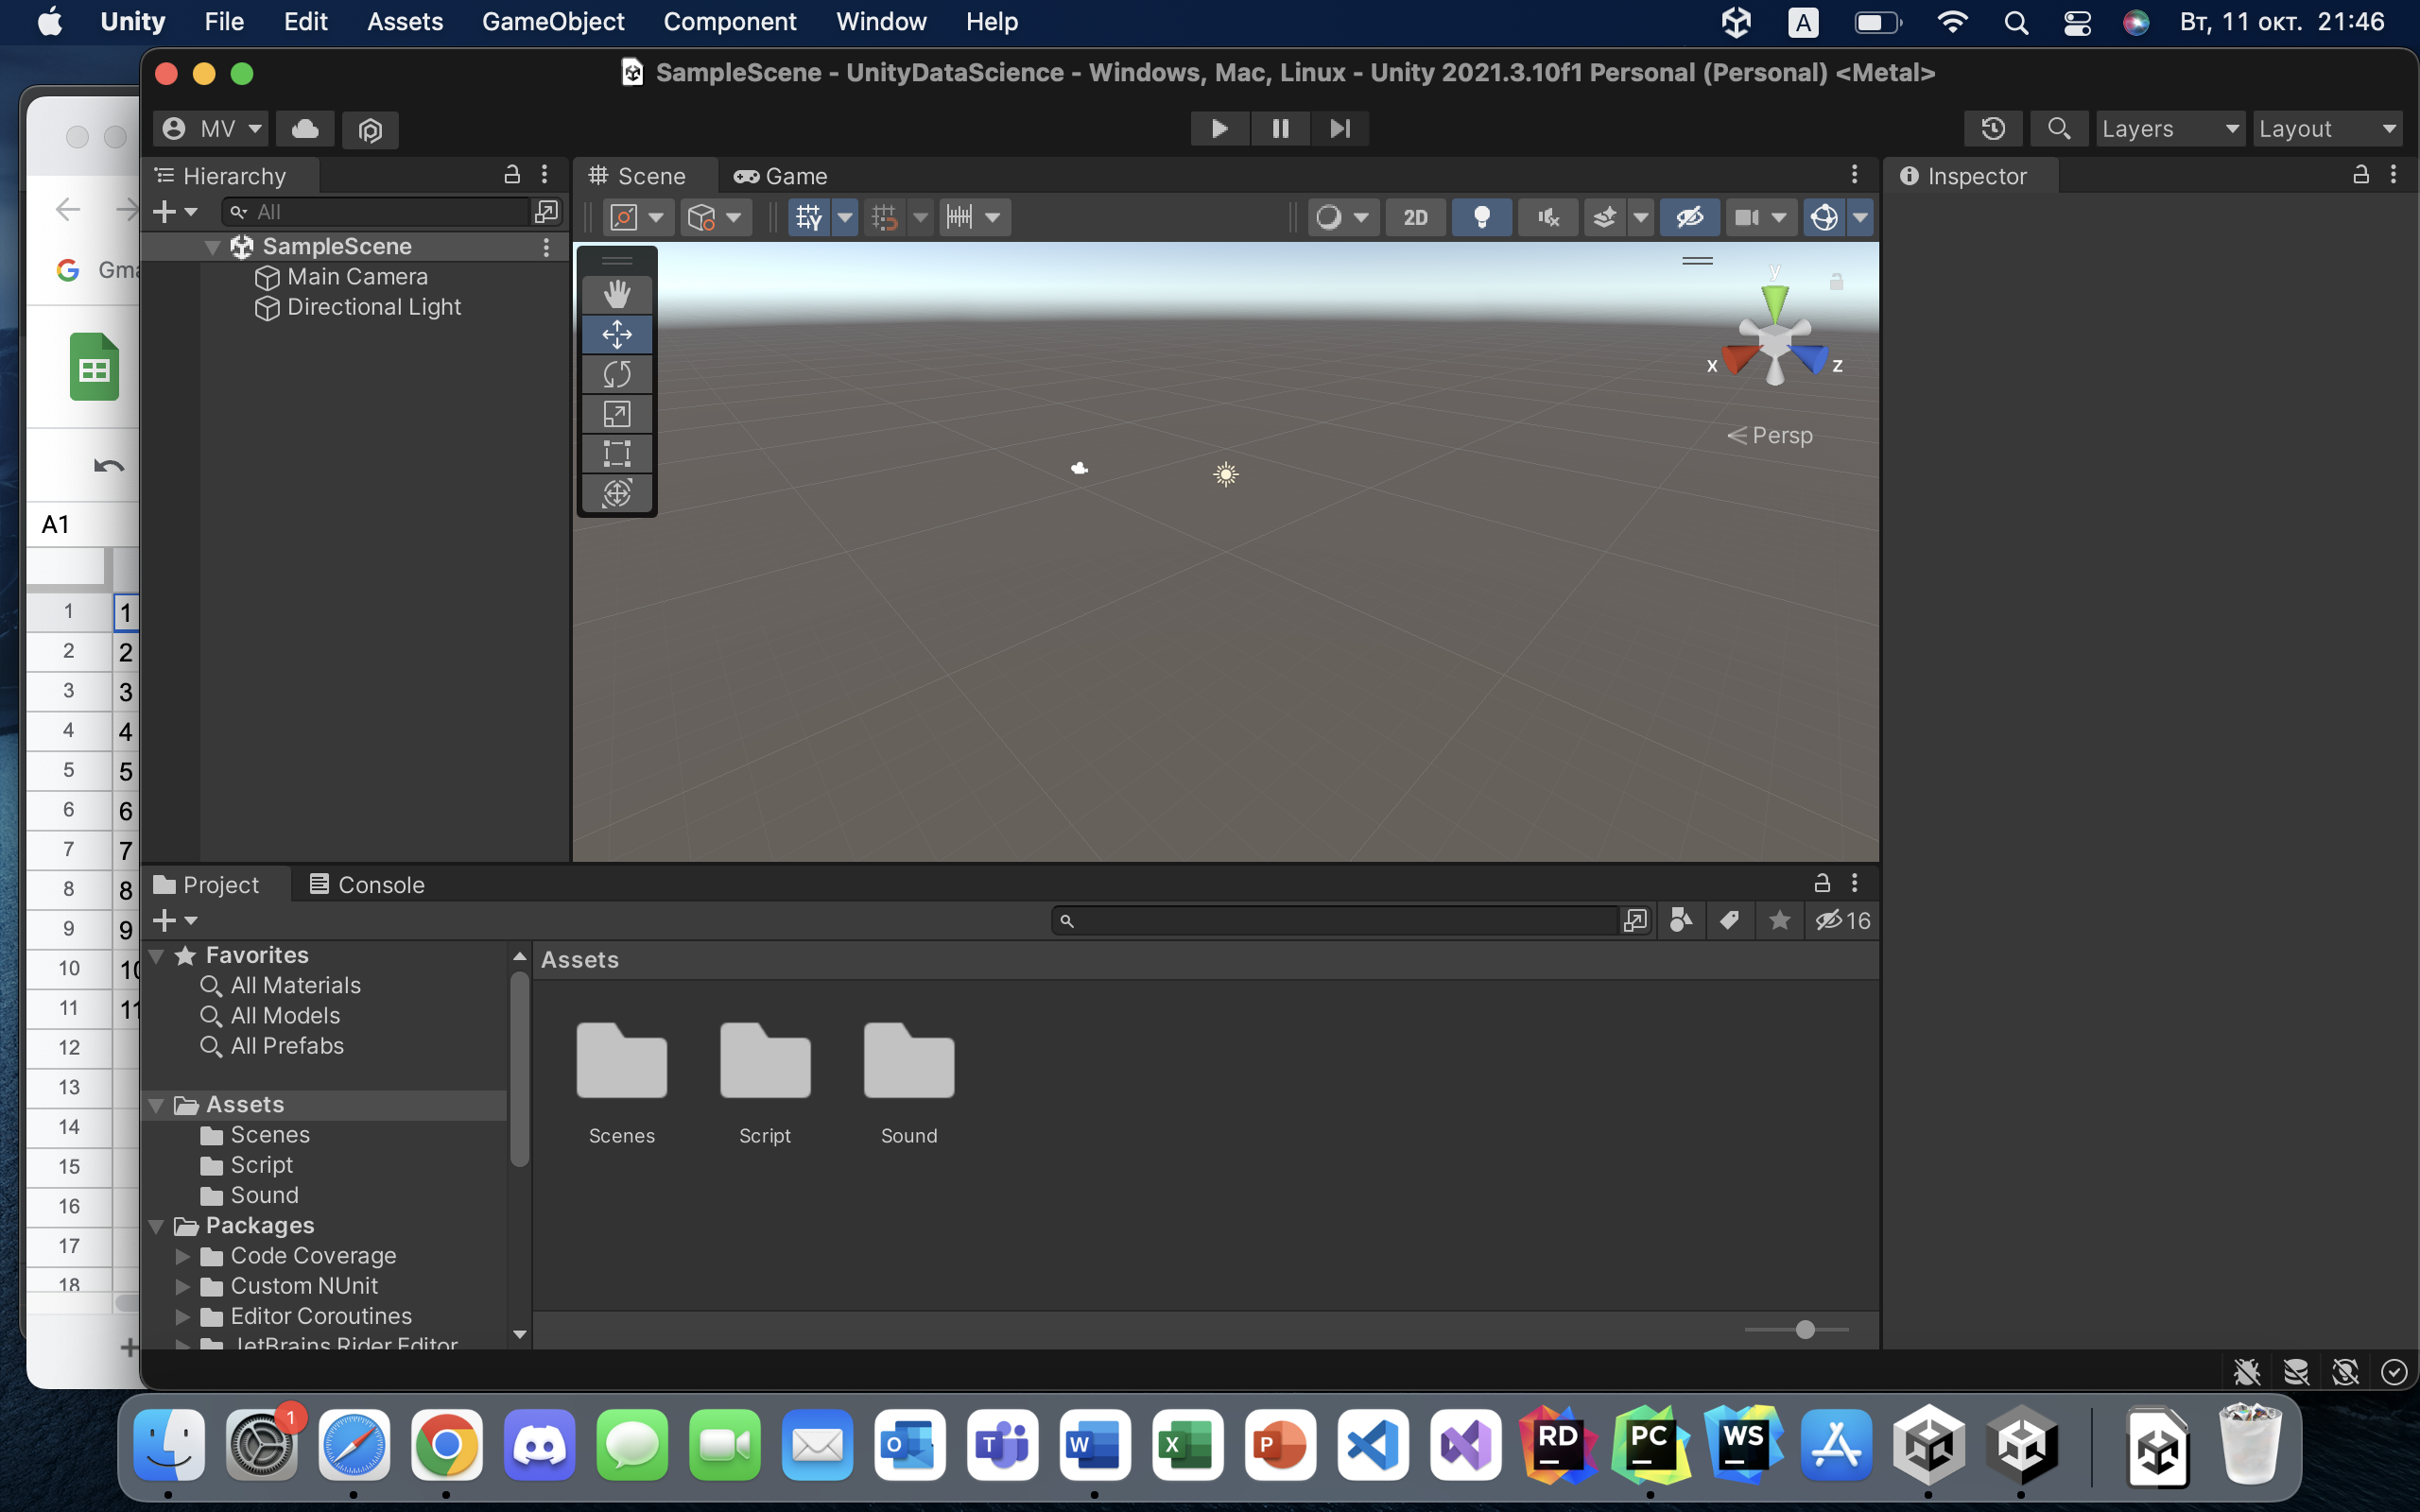 Unity File Edit Assets GameObject Component Window Help A Вт, 11 окт. 21:46
SampleScene - UnityDataScience - Windows, Mac, Linux - Unity 2021.3.10f1 Personal (Personal) <Metal>
MV Layers Layout
Hierarchy Scene Game Inspector
All 2D
SampleScene
Main Camera
Directional Light
y
x z
Persp
Gma
A1
1 1
2 2
3 3
4 4
5 5
6 6
7 7
8 8
9 9
10 10
11 11
12
13
14
15
16
17
18
Project Console
16
Favorites Assets
All Materials
All Models
All Prefabs
Assets
Scenes Script Sound
Scenes
Script
Sound
Packages
Code Coverage
Custom NUnit
Editor Coroutines
JetBrains Rider Editor
1
O T W X P RD PC WS